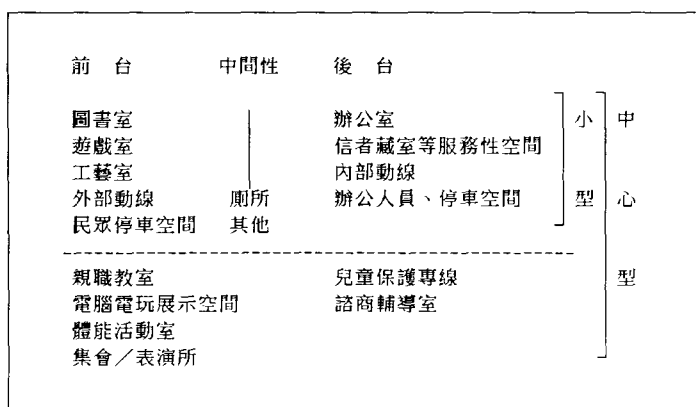 前 台 中間性 後 台
圖書室 辦公室 小 中
遊戲室 信者藏室等服務性空間
工藝室 內部動線
外部動線 廁所 辦公人員、停車空間 型 心
民眾停車空間 其他
親職教室 兒童保護專線 型
電腦電玩展示空間 諮商輔導室
體能活動室
集會／表演所